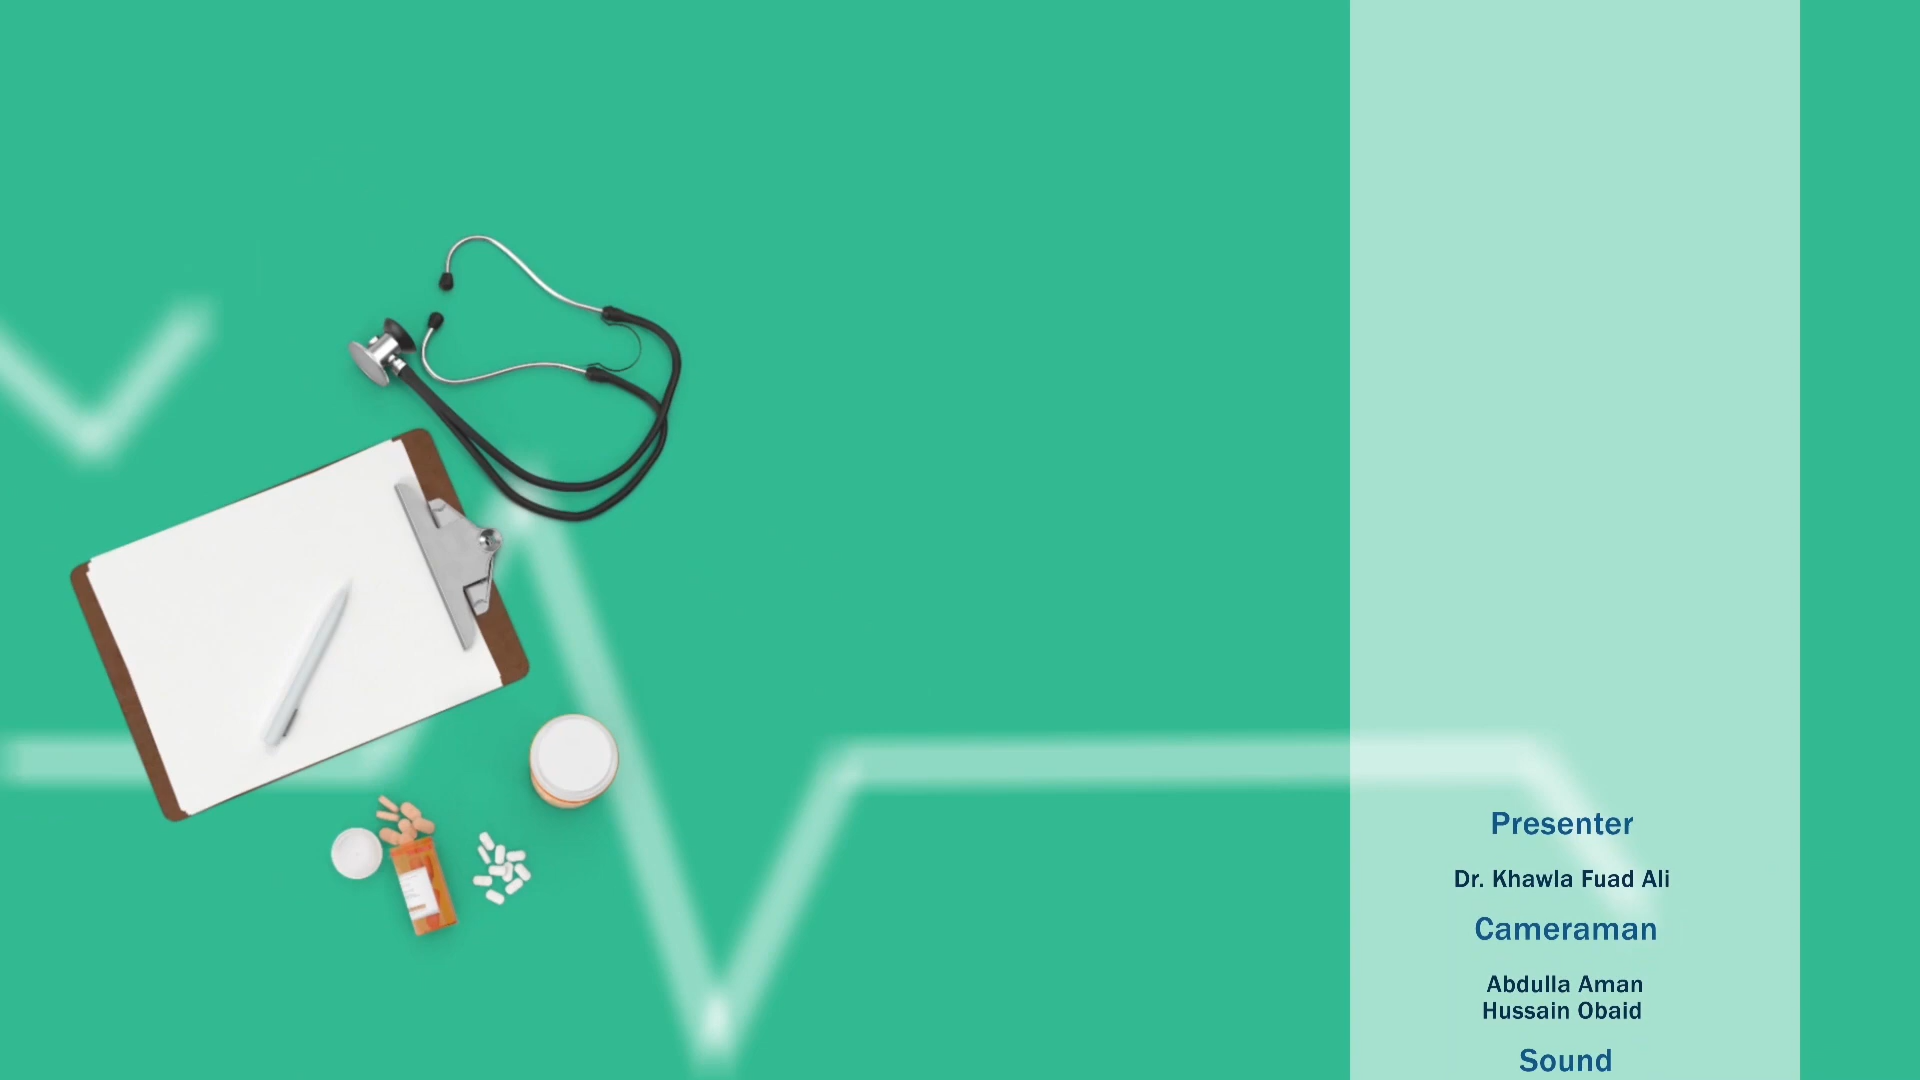 Presenter
Dr. Khawla Fuad Ali
Cameraman
Abdulla Aman
Hussain Obaid
Sound